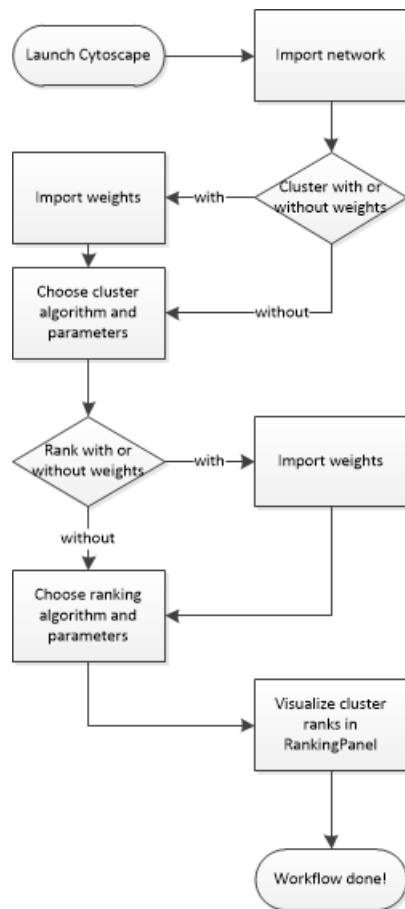 Launch Cytoscape
Import network
Cluster with or
without weights
with
Import weights
without
Choose cluster
algorithm and
parameters
Rank with or
without weights
with
Import weights
without
Choose ranking
algorithm and
parameters
Visualize cluster
ranks in
RankingPanel
Workflow done!